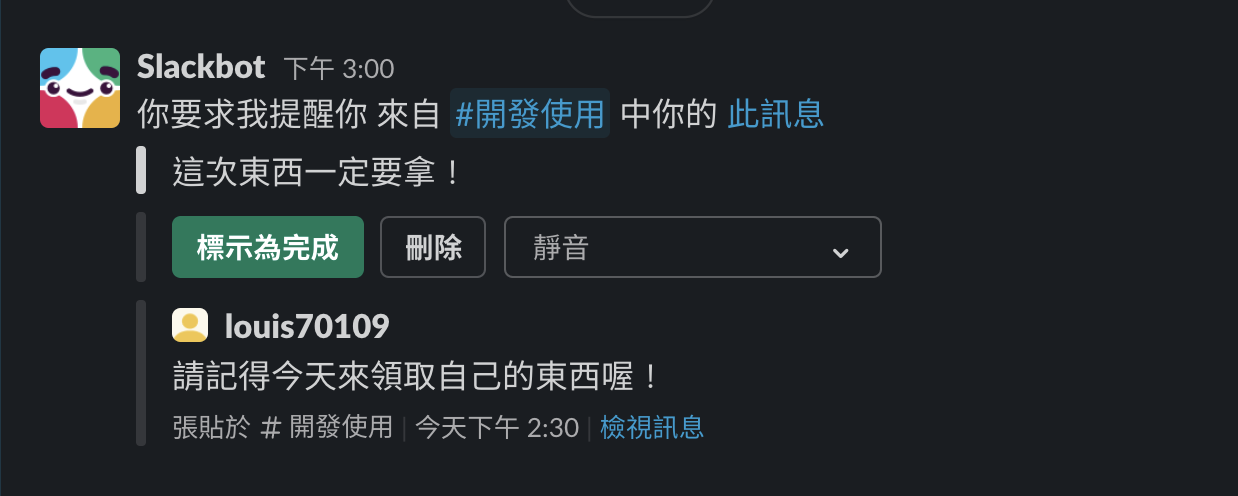 Slackbot 下午 3:00
你要求我提醒你 來自 #開發使用 中你的 此訊息
這次東西一定要拿！
標示為完成 刪除 靜音
louis70109
請記得今天來領取自己的東西喔！
張貼於 # 開發使用 | 今天下午 2:30 | 檢視訊息